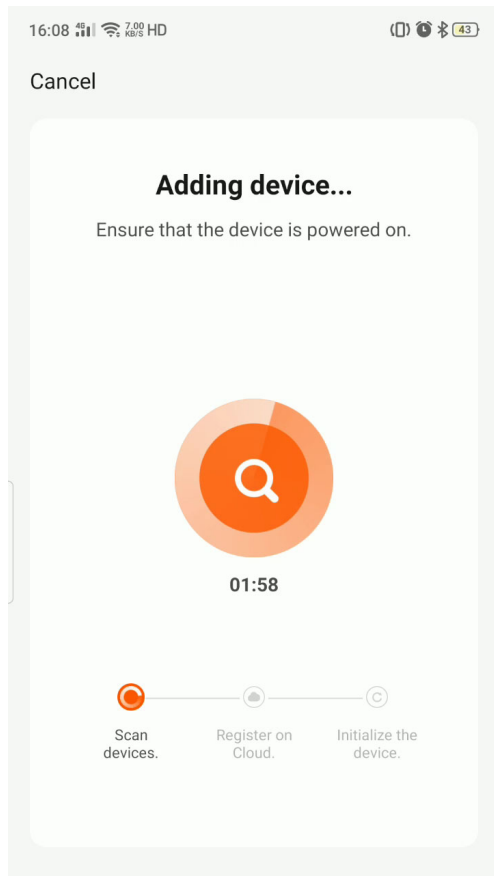 16:08 4G 7.00 KB/S HD 43
Cancel
Adding device...
Ensure that the device is powered on.
01:58
Scan devices.
Register on Cloud.
Initialize the device.